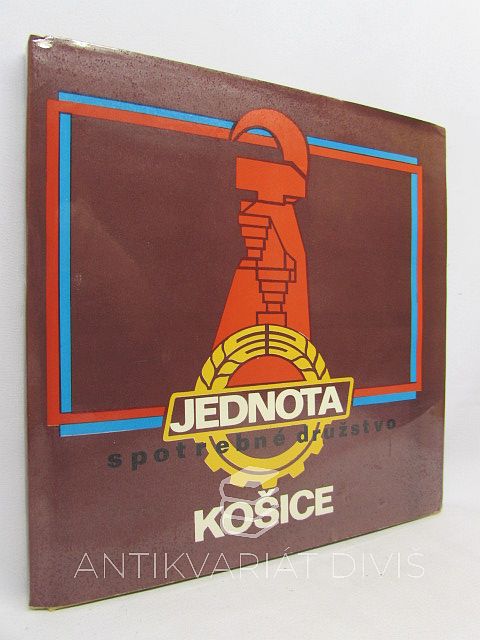 JEDNOTA
spotrebné družstvo
KOŠICE
ANTIKVARIÁT DIVIŠ